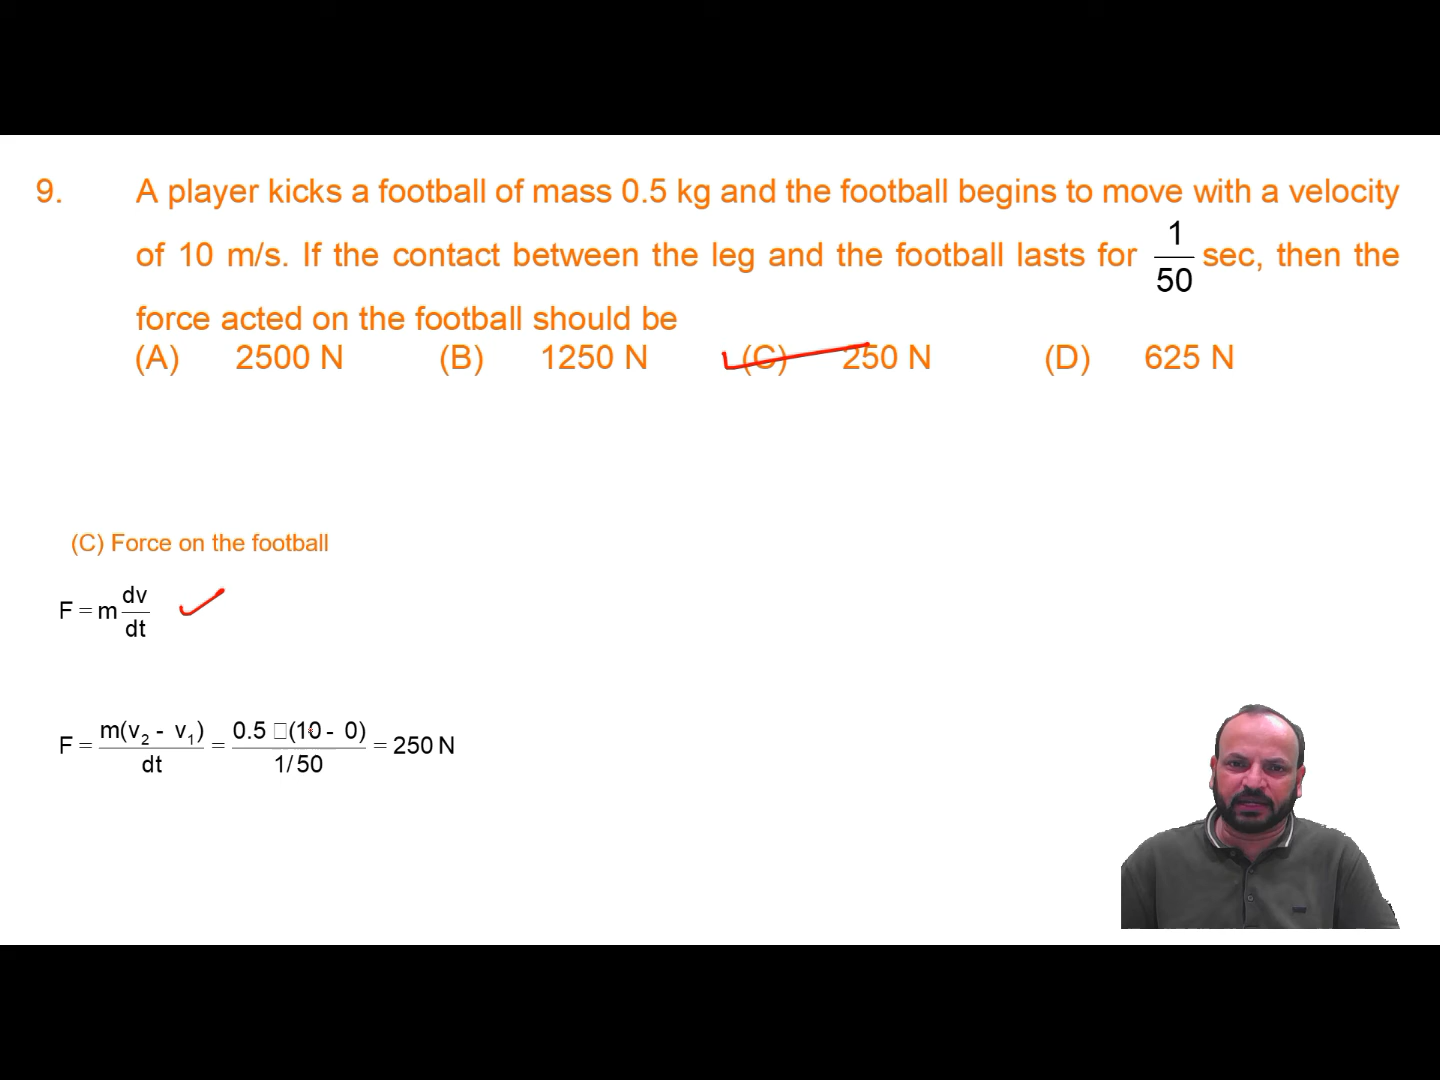 9. A player kicks a football of mass 0.5 kg and the football begins to move with a velocity
of 10 m/s. If the contact between the leg and the football lasts for 1/50 sec, then the
force acted on the football should be
(A) 2500 N (B) 1250 N (C) 250 N (D) 625 N
(C) Force on the football
F = m dv/dt
F = m(v₂ - v₁)/dt = 0.5 □(10 - 0)/1/50 = 250 N